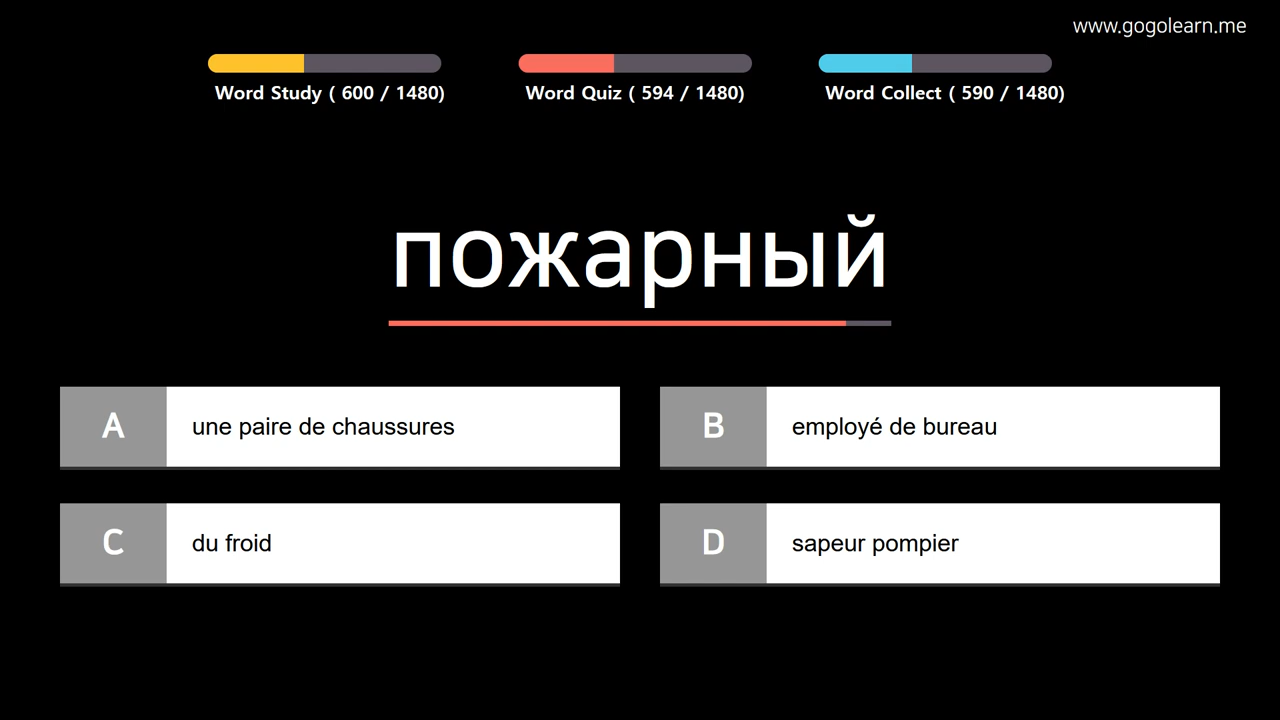 www.gogolearn.me
Word Study ( 600 / 1480)
Word Quiz ( 594 / 1480)
Word Collect ( 590 / 1480)
пожарный
A une paire de chaussures
B employé de bureau
C du froid
D sapeur pompier